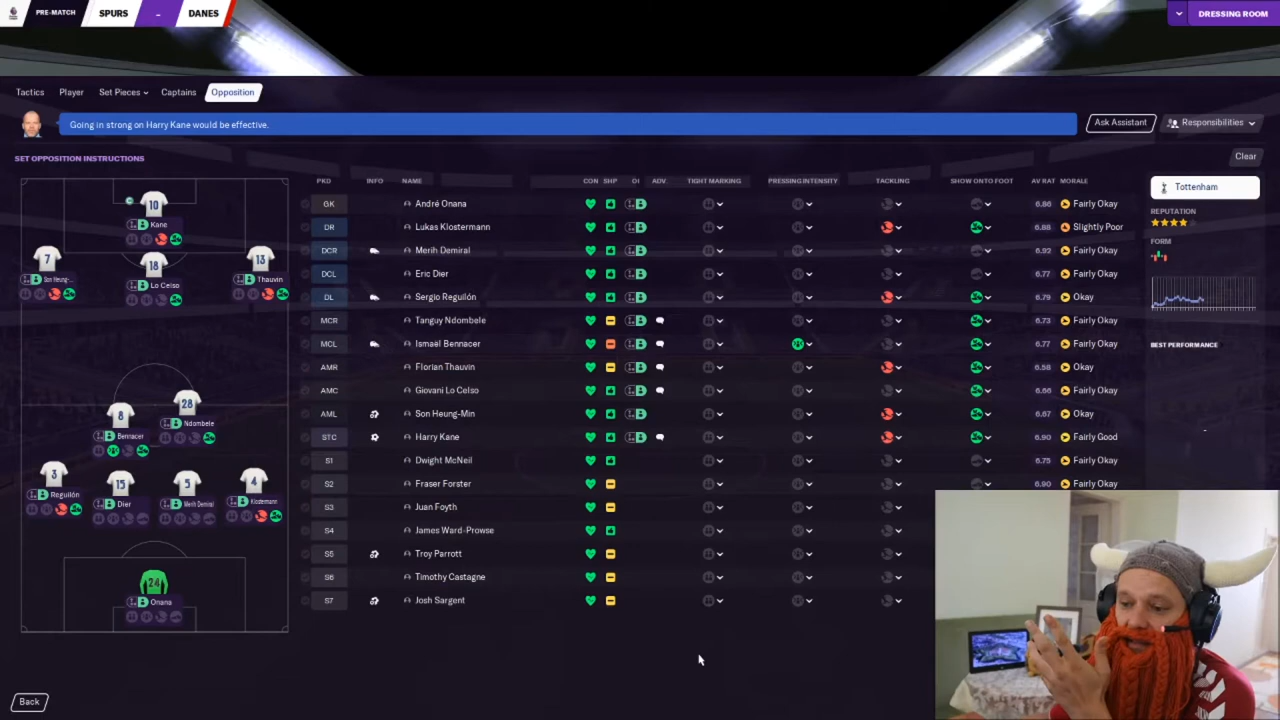 PRE-MATCH SPURS - DANES DRESSING ROOM
Tactics Player Set Pieces Captains Opposition
Going in strong on Harry Kane would be effective. Ask Assistant Responsibilities
SET OPPOSITION INSTRUCTIONS Clear
PKD INFO NAME CON SHP OI ADV. TIGHT MARKING PRESSING INTENSITY TACKLING SHOW ONTO FOOT AV RAT MORALE
GK André Onana 6.86 Fairly Okay
DR Lukas Klostermann 6.88 Slightly Poor
DCR Merih Demiral 6.92 Fairly Okay
DCL Eric Dier 6.77 Fairly Okay
DL Sergio Reguilón 6.79 Okay
MCR Tanguy Ndombele 6.73 Fairly Okay
MCL Ismaël Bennacer 6.77 Fairly Okay
AMR Florian Thauvin 6.58 Okay
AMC Giovani Lo Celso 6.66 Fairly Okay
AML Son Heung-Min 6.67 Okay
STC Harry Kane 6.90 Fairly Good
S1 Dwight McNeil 6.75 Fairly Okay
S2 Fraser Forster 6.90 Fairly Okay
S3 Juan Foyth
S4 James Ward-Prowse
S5 Troy Parrott
S6 Timothy Castagne
S7 Josh Sargent
10
Kane
7 18 13
Son Heung-... Lo Celso Thauvin
8 28
Bennacer Ndombele
3 15 5 4
Reguilón Dier Merih Demiral Klostermann
24
Onana
Tottenham
REPUTATION
FORM
BEST PERFORMANCE
-
Back